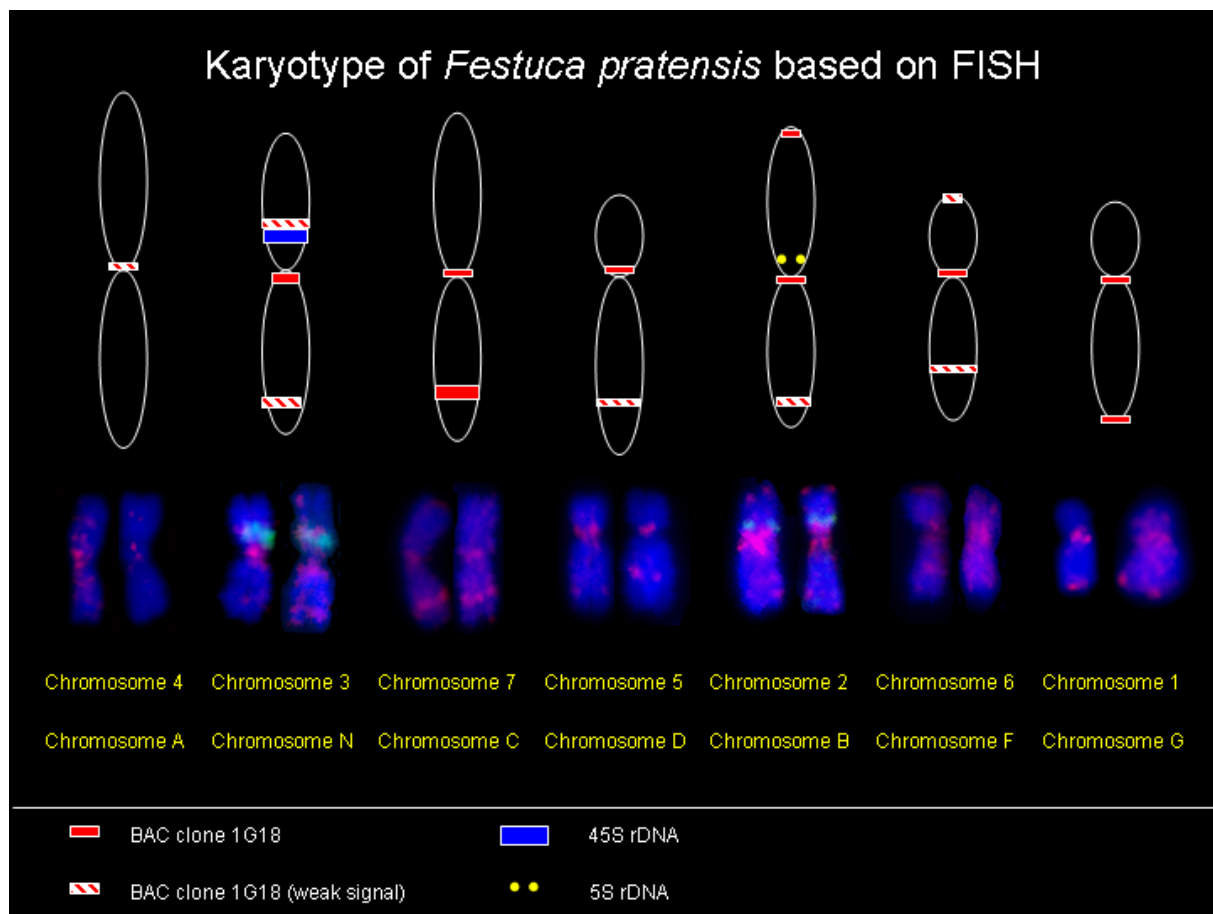 Karyotype of Festuca pratensis based on FISH
Chromosome 4 Chromosome 3 Chromosome 7 Chromosome 5 Chromosome 2 Chromosome 6 Chromosome 1
Chromosome A Chromosome N Chromosome C Chromosome D Chromosome B Chromosome F Chromosome G
BAC clone 1G18 45S rDNA
BAC clone 1G18 (weak signal) 5S rDNA